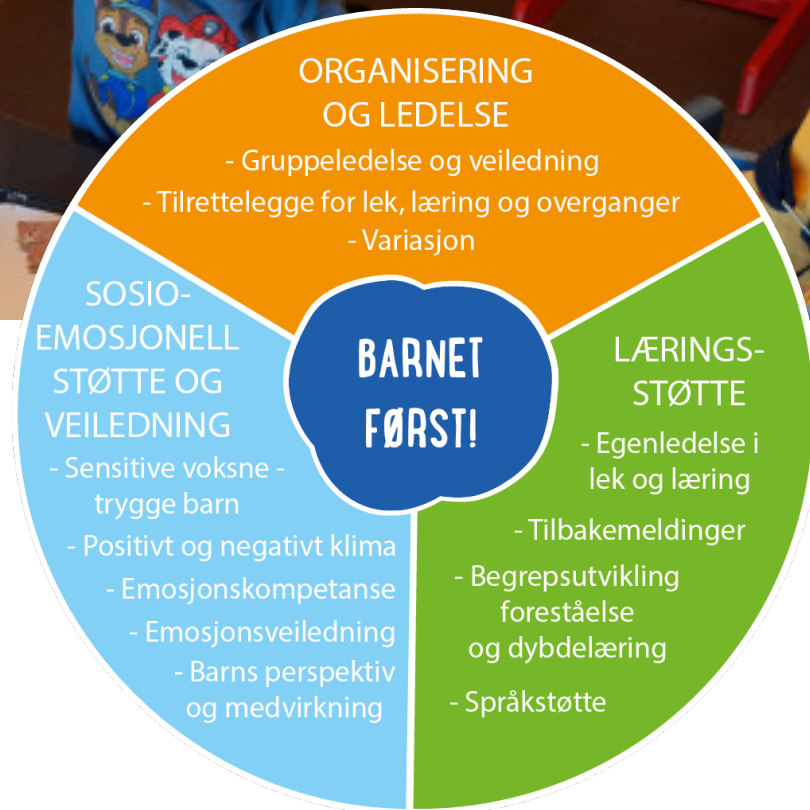 ORGANISERING
OG LEDELSE
- Gruppeledelse og veiledning
- Tilrettelegge for lek, læring og overganger
- Variasjon
SOSIO-
EMOSJONELL
STØTTE OG
VEILEDNING
- Sensitive voksne -
trygge barn
- Positivt og negativt klima
- Emosjonskompetanse
- Emosjonsveiledning
- Barns perspektiv
og medvirkning
BARNET
FØRST!
LÆRINGS-
STØTTE
- Egenledelse i
lek og læring
- Tilbakemeldinger
- Begrepsutvikling
foreståelse
og dybdelæring
- Språkstøtte